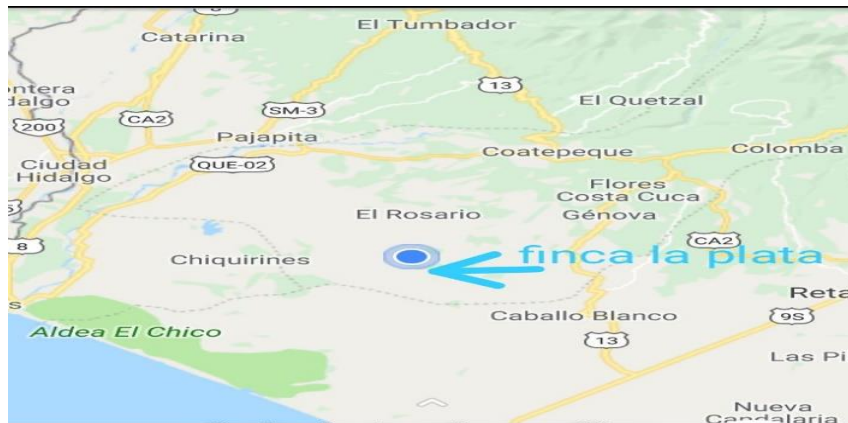 El Tumbador
Catarina
ntera
dalgo
200
CA2
SM-3
13
El Quetzal
Pajapita
Coatepeque
Colomba
QUE-02
Ciudad
Hidalgo
Flores
Costa Cuca
Génova
El Rosario
8
CA2
Chiquirines
finca la plata
Reta
s
Aldea El Chico
Caballo Blanco
9S
13
Las Pi
Nueva
Candelaria